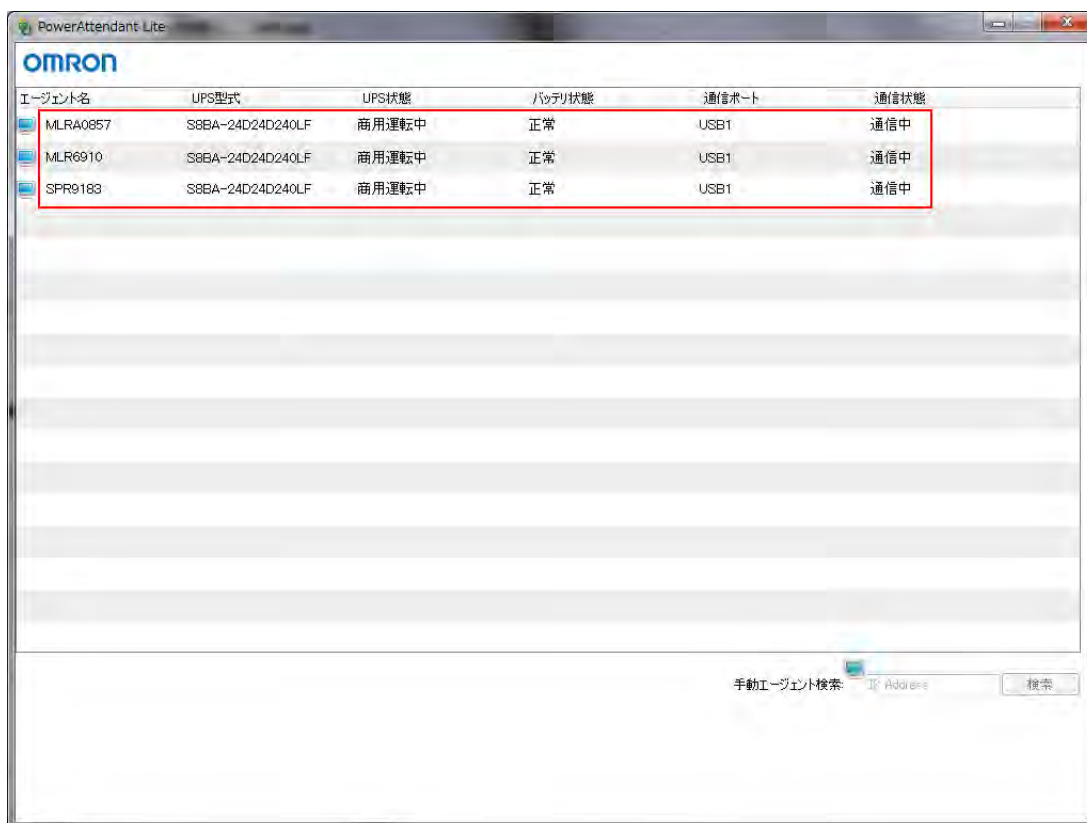 PowerAttendant Lite
OMRON
エージェント名 UPS型式 UPS状態 バッテリ状態 通信ポート 通信状態
MLRA0857 S8BA-24D24D240LF 商用運転中 正常 USB1 通信中
MLR6910 S8BA-24D24D240LF 商用運転中 正常 USB1 通信中
SPR9183 S8BA-24D24D240LF 商用運転中 正常 USB1 通信中
手動エージェント検索: IP Address 検索